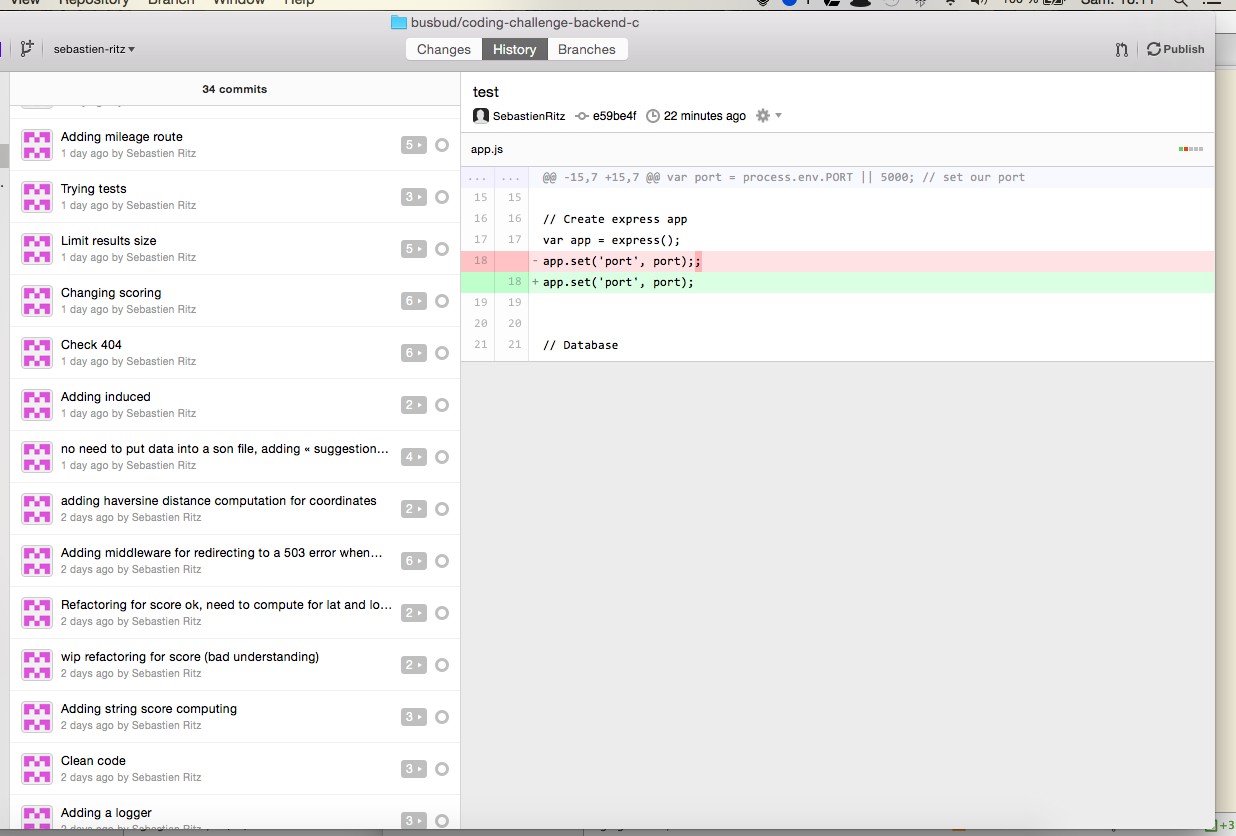 View Repository Branch Window Help 100 % Sam. 16:11
busbud/coding-challenge-backend-c
sebastien-ritz Changes History Branches Publish
34 commits
Adding mileage route
1 day ago by Sebastien Ritz
5
Trying tests
1 day ago by Sebastien Ritz
3
Limit results size
1 day ago by Sebastien Ritz
5
Changing scoring
1 day ago by Sebastien Ritz
6
Check 404
1 day ago by Sebastien Ritz
6
Adding induced
1 day ago by Sebastien Ritz
2
no need to put data into a son file, adding « suggestion...
1 day ago by Sebastien Ritz
4
adding haversine distance computation for coordinates
2 days ago by Sebastien Ritz
2
Adding middleware for redirecting to a 503 error when...
2 days ago by Sebastien Ritz
6
Refactoring for score ok, need to compute for lat and lo...
2 days ago by Sebastien Ritz
2
wip refactoring for score (bad understanding)
2 days ago by Sebastien Ritz
2
Adding string score computing
2 days ago by Sebastien Ritz
3
Clean code
2 days ago by Sebastien Ritz
3
Adding a logger
2 days ago by Sebastien Ritz
3
test
SebastienRitz e59be4f 22 minutes ago
app.js
... ... @@ -15,7 +15,7 @@ var port = process.env.PORT || 5000; // set our port
15 15
16 16 // Create express app
17 17 var app = express();
18 - app.set('port', port);;
18 + app.set('port', port);
19 19
20 20
21 21 // Database
+3